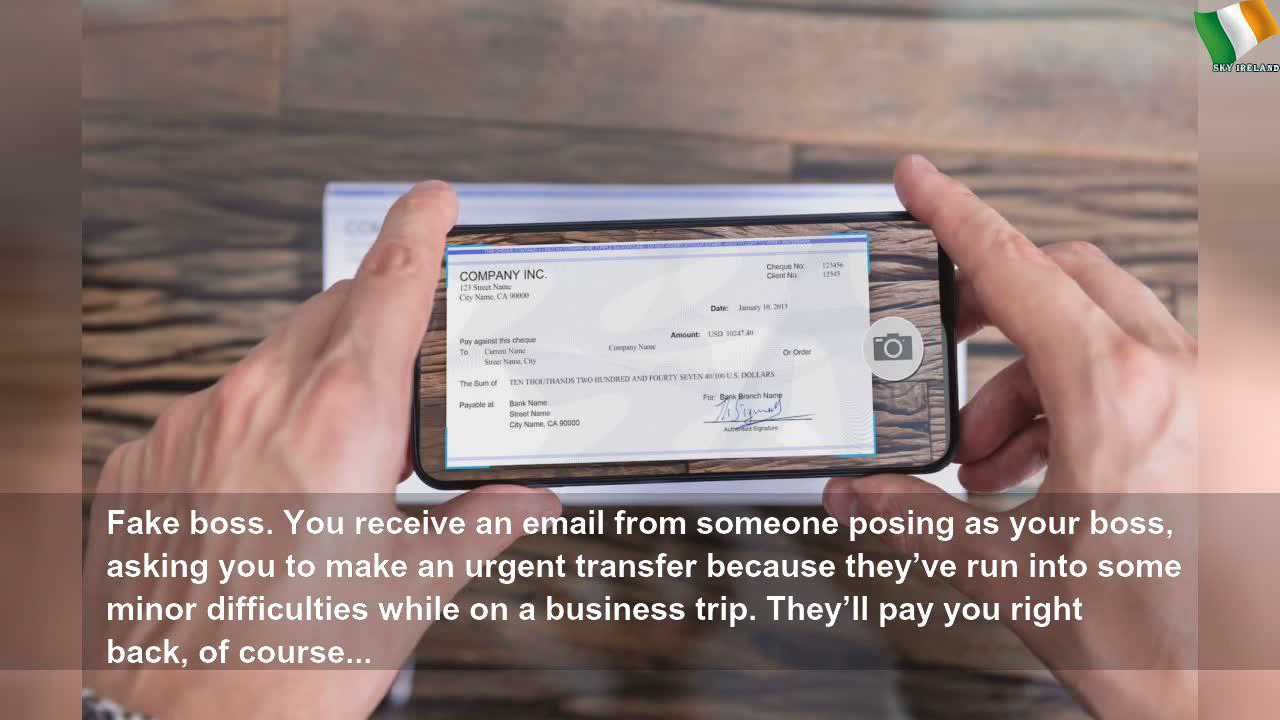 SKY IRELAND
COMPANY INC.
123 Street Name
City Name, CA 90000
Cheque No: 123456
Client No. 12345
Date: January 10, 2013
Amount: USD 10247.40
Pay against this cheque
To Current Name Company Name Or Order
Street Name, City
The Sum of TEN THOUTHANDS TWO HUNDRED AND FOURTY SEVEN 40/100 U.S. DOLLARS
Payable at Bank Name
Street Name
City Name, CA 90000
For: Bank Branch Name
Authorised Signature
Fake boss. You receive an email from someone posing as your boss,
asking you to make an urgent transfer because they’ve run into some
minor difficulties while on a business trip. They’ll pay you right
back, of course...